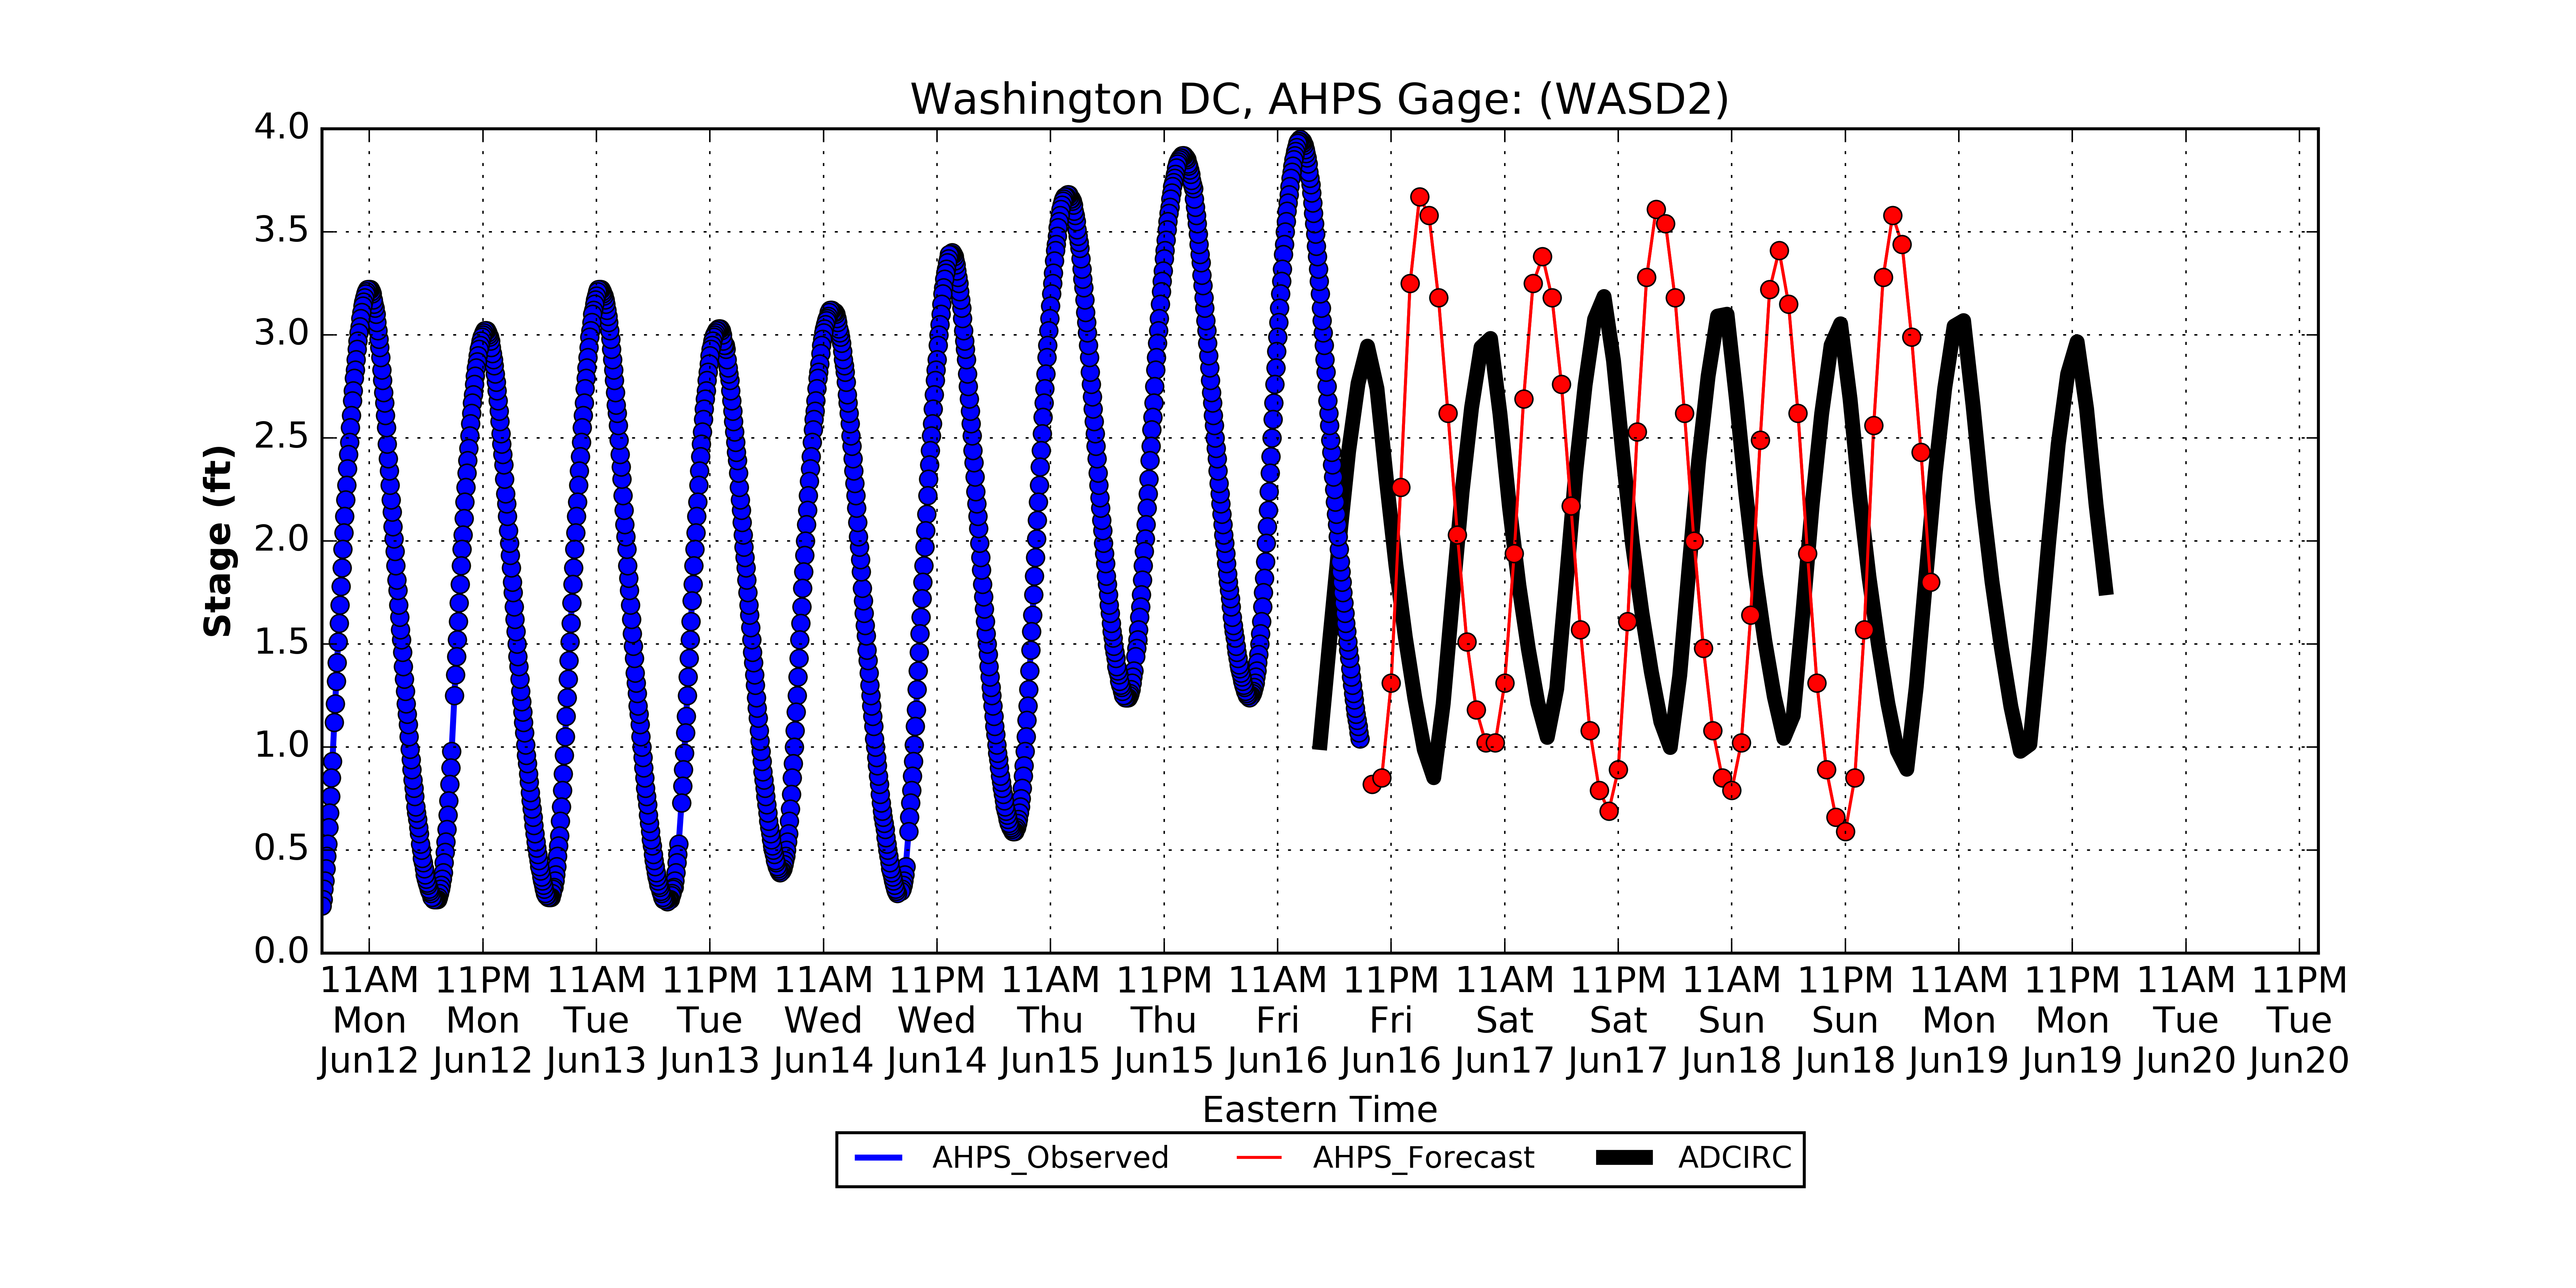 Washington DC, AHPS Gage: (WASD2)
4.0
3.5
3.0
2.5
2.0
1.5
1.0
0.5
0.0
Stage (ft)
11AM 11PM 11AM 11PM 11AM 11PM 11AM 11PM 11AM 11PM 11AM 11PM 11AM 11PM 11AM 11PM 11AM 11PM
Mon Mon Tue Tue Wed Wed Thu Thu Fri Fri Sat Sat Sun Sun Mon Mon Tue Tue
Jun12 Jun12 Jun13 Jun13 Jun14 Jun14 Jun15 Jun15 Jun16 Jun16 Jun17 Jun17 Jun18 Jun18 Jun19 Jun19 Jun20 Jun20
Eastern Time
AHPS_Observed AHPS_Forecast ADCIRC